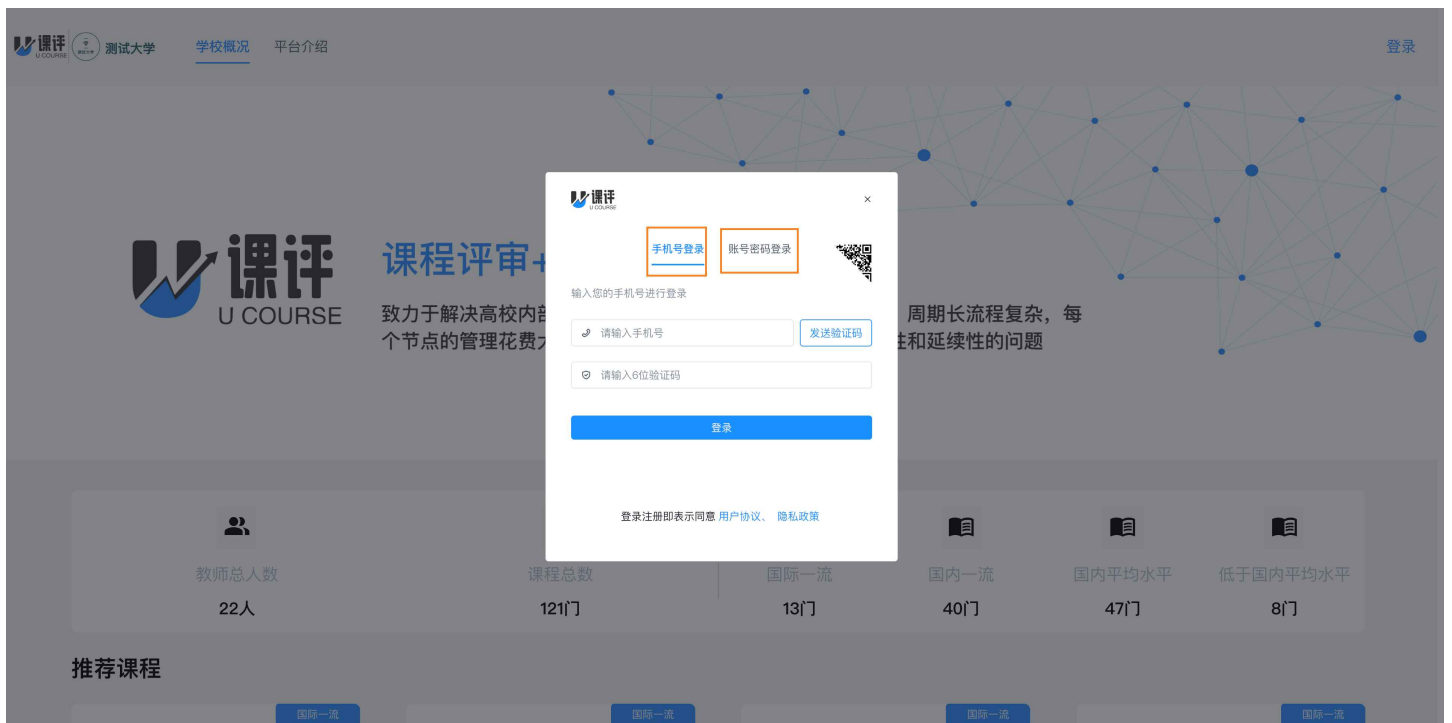 课评
U COURSE
测试大学
学校概况
平台介绍
登录
课评
U COURSE
课程评审+
致力于解决高校内部
周期长流程复杂，每
个节点的管理花费
性和延续性的问题
课评
U COURSE
×
手机号登录
账号密码登录
输入您的手机号进行登录
请输入手机号
发送验证码
请输入6位验证码
登录
登录注册即表示同意 用户协议、 隐私政策
教师总人数
22人
课程总数
121门
国际一流
13门
国内一流
40门
国内平均水平
47门
低于国内平均水平
8门
推荐课程
国际一流
国际一流
国际一流
国际一流